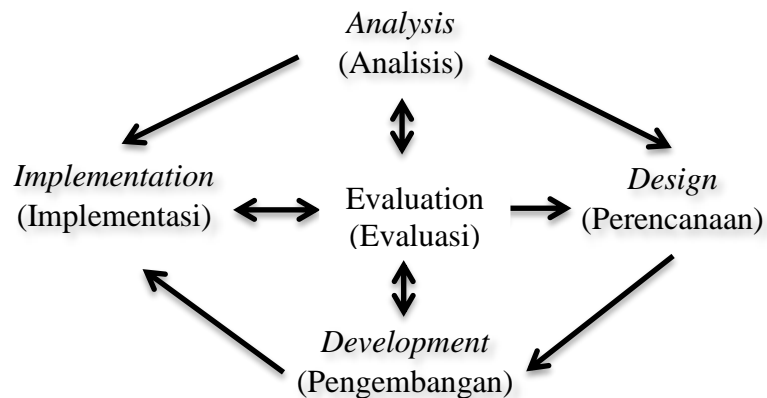 Analysis
(Analisis)
Implementation
(Implementasi)
Evaluation
(Evaluasi)
Design
(Perencanaan)
Development
(Pengembangan)